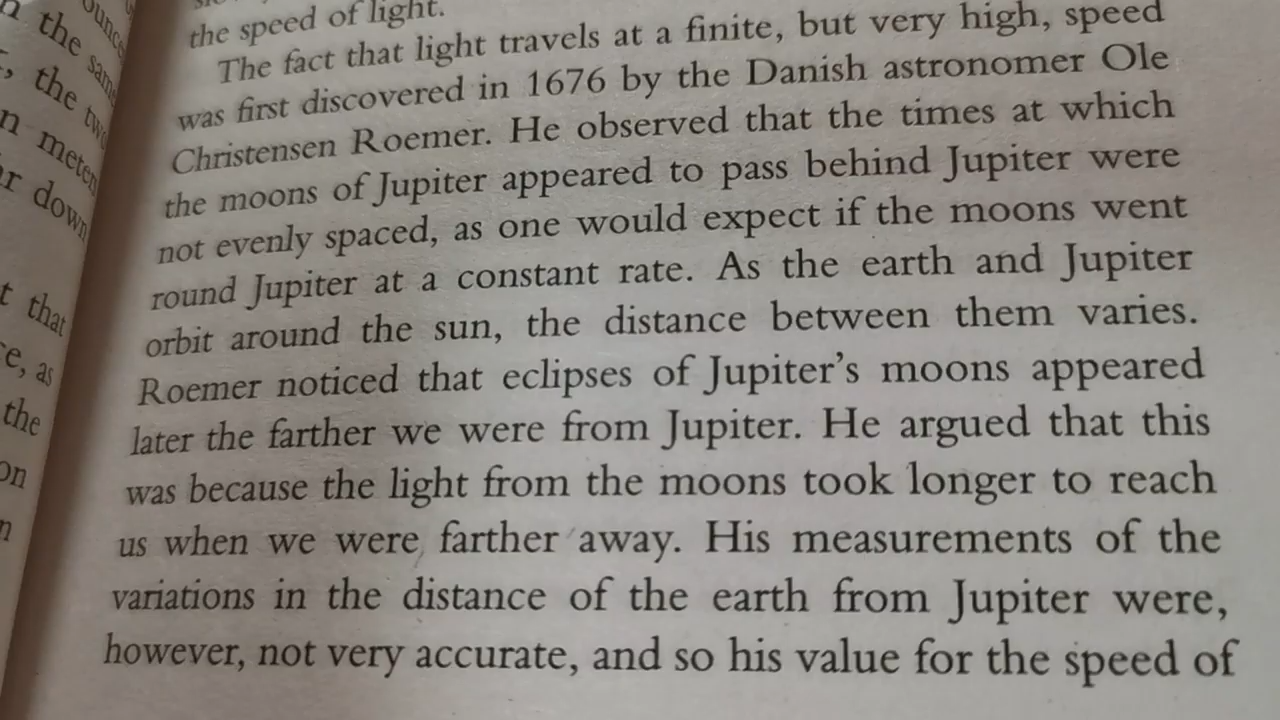 the speed of light.
The fact that light travels at a finite, but very high, speed
was first discovered in 1676 by the Danish astronomer Ole
Christensen Roemer. He observed that the times at which
the moons of Jupiter appeared to pass behind Jupiter were
not evenly spaced, as one would expect if the moons went
round Jupiter at a constant rate. As the earth and Jupiter
orbit around the sun, the distance between them varies.
Roemer noticed that eclipses of Jupiter's moons appeared
later the farther we were from Jupiter. He argued that this
was because the light from the moons took longer to reach
us when we were farther away. His measurements of the
variations in the distance of the earth from Jupiter were,
however, not very accurate, and so his value for the speed of
the
the
down
that
as
the